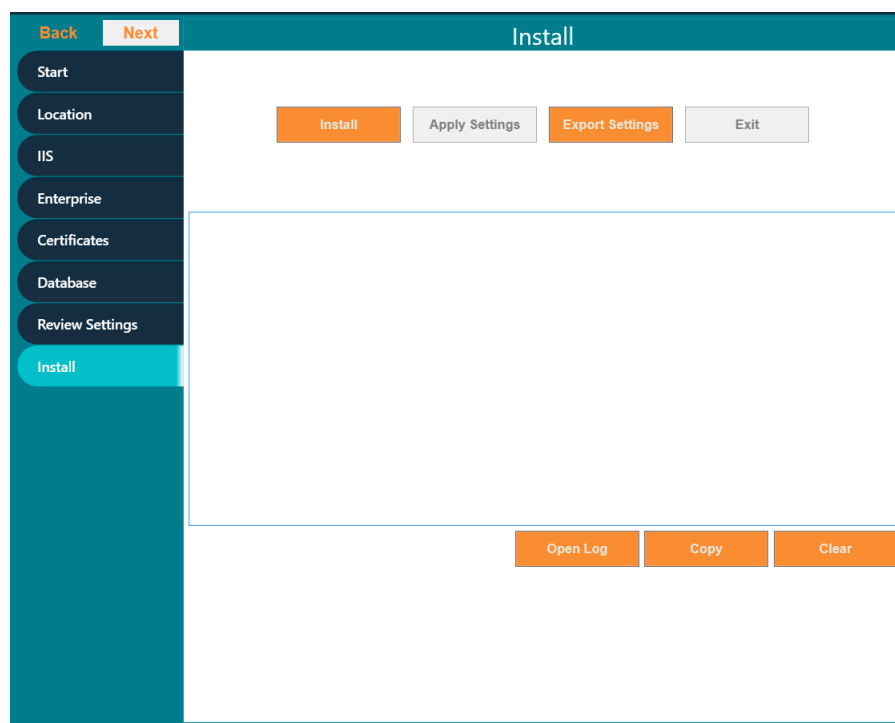 Back Next
Install
Start
Location
IIS
Enterprise
Certificates
Database
Review Settings
Install
Install Apply Settings Export Settings Exit
Open Log Copy Clear